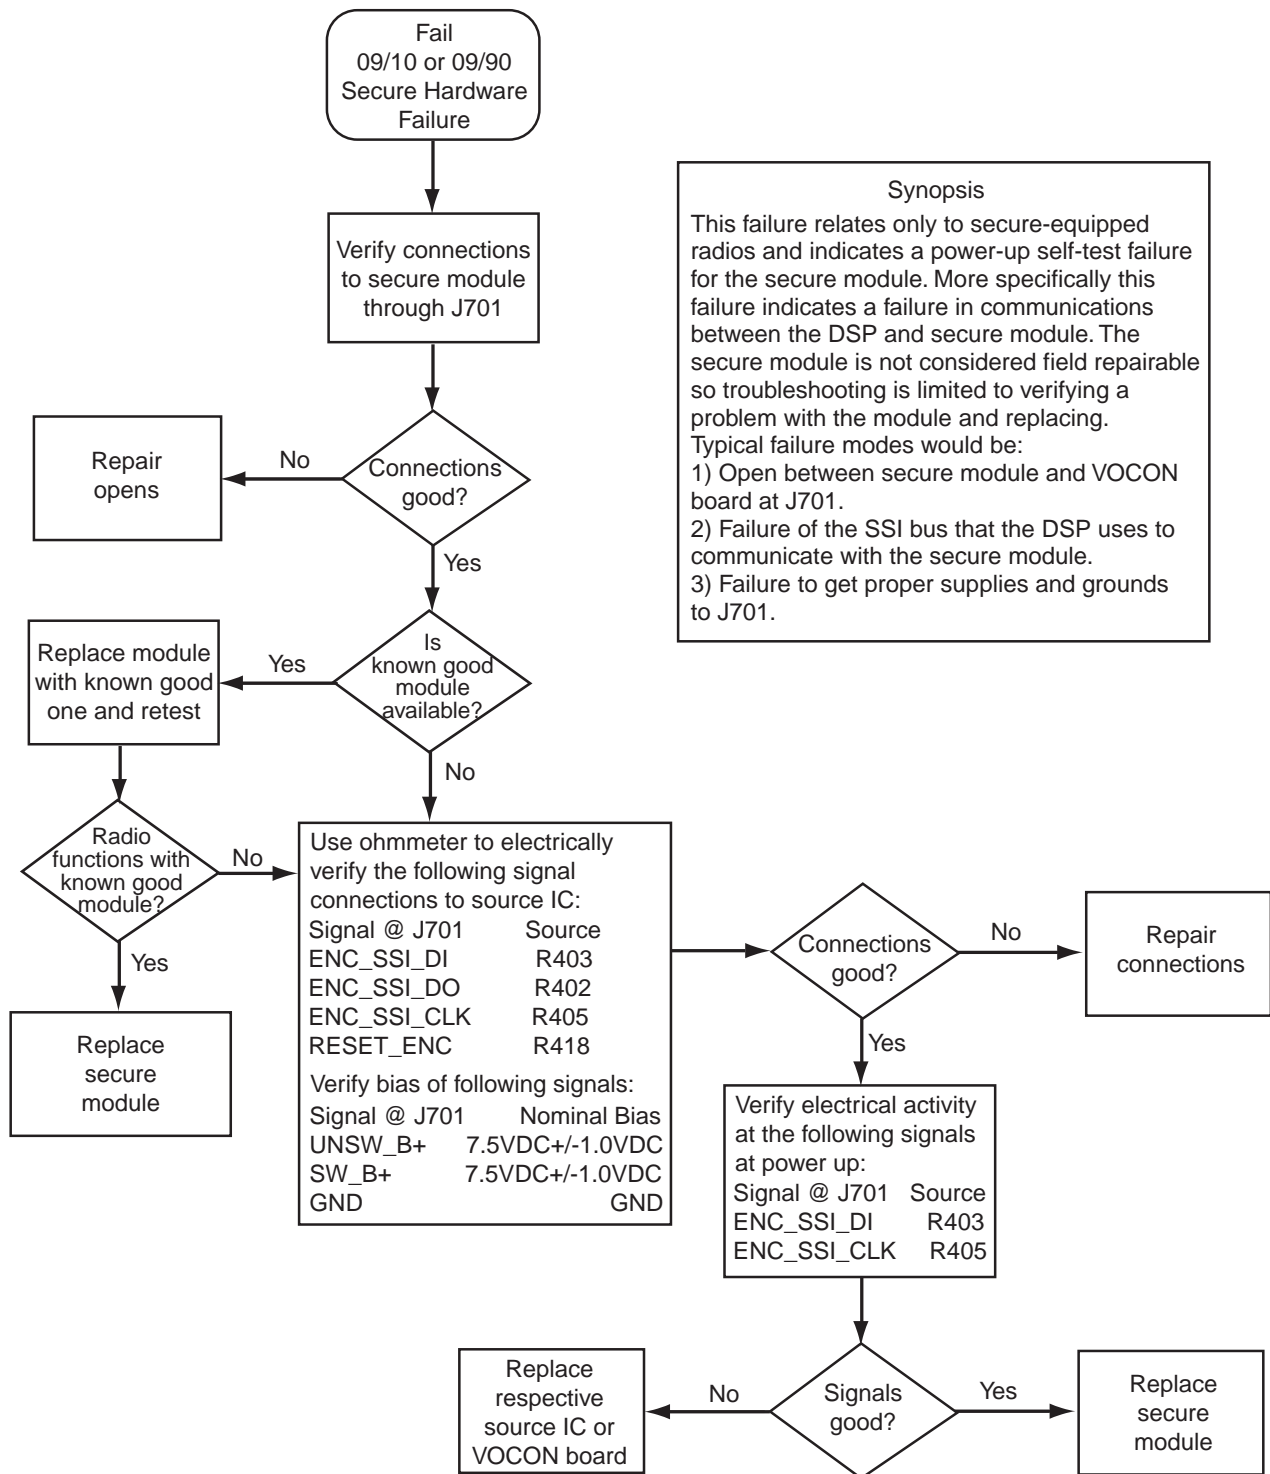 Fail
09/10 or 09/90
Secure Hardware
Failure
Synopsis
This failure relates only to secure-equipped
radios and indicates a power-up self-test failure
for the secure module. More specifically this
failure indicates a failure in communications
between the DSP and secure module. The
secure module is not considered field repairable
so troubleshooting is limited to verifying a
problem with the module and replacing.
Typical failure modes would be:
1) Open between secure module and VOCON
board at J701.
2) Failure of the SSI bus that the DSP uses to
communicate with the secure module.
3) Failure to get proper supplies and grounds
to J701.
Verify connections
to secure module
through J701
Connections
good?
No
Repair
opens
Yes
Is
known good
module
available?
Yes
Replace module
with known good
one and retest
No
Radio
functions with
known good
module?
No
Yes
Replace
secure
module
Use ohmmeter to electrically
verify the following signal
connections to source IC:
Signal @ J701 Source
ENC_SSI_DI R403
ENC_SSI_DO R402
ENC_SSI_CLK R405
RESET_ENC R418
Verify bias of following signals:
Signal @ J701 Nominal Bias
UNSW_B+ 7.5VDC+/-1.0VDC
SW_B+ 7.5VDC+/-1.0VDC
GND GND
Connections
good?
No
Repair
connections
Yes
Verify electrical activity
at the following signals
at power up:
Signal @ J701 Source
ENC_SSI_DI R403
ENC_SSI_CLK R405
Signals
good?
No
Replace
respective
source IC or
VOCON board
Yes
Replace
secure
module